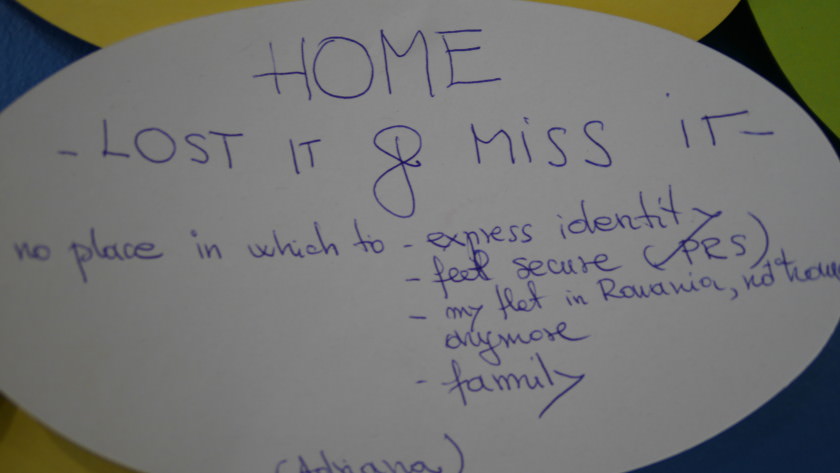 HOME
- LOST IT & MISS IT -
no place in which to - express identity
- feel secure (PRS)
- my flat in Romania, not home
anymore
- family
(Adriana)